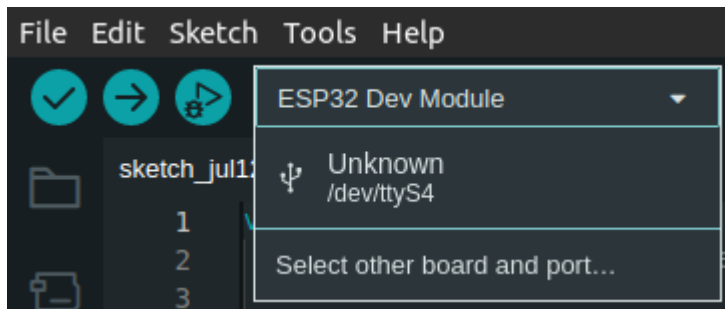 File Edit Sketch Tools Help
ESP32 Dev Module
sketch_jul12
Unknown
/dev/ttyS4
1
2
Select other board and port...
3